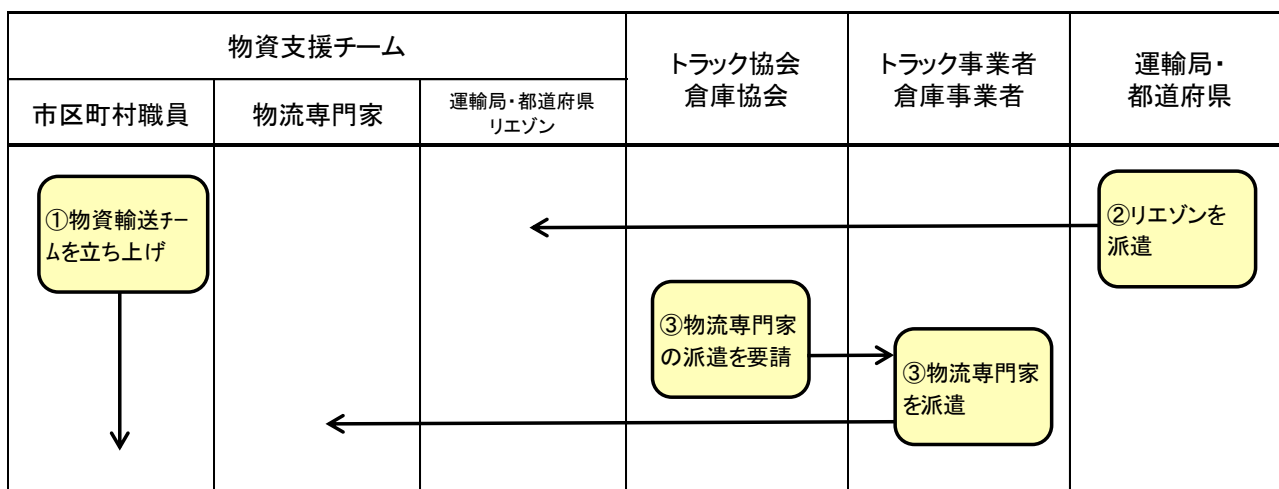 物資支援チーム
トラック協会
倉庫協会
トラック事業者
倉庫事業者
運輸局・
都道府県
市区町村職員
物流専門家
運輸局・都道府県
リエゾン
①物資輸送チー
ムを立ち上げ
②リエゾンを
派遣
③物流専門家
の派遣を要請
③物流専門家
を派遣